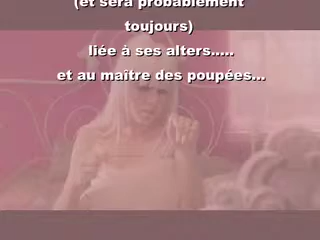 (et sera probablement
toujours)
liée à ses alters.....
et au maître des poupées...